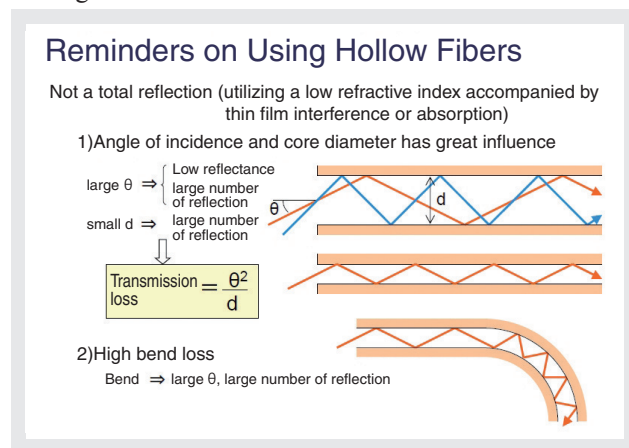 Reminders on Using Hollow Fibers
Not a total reflection (utilizing a low refractive index accompanied by
thin film interference or absorption)
1)Angle of incidence and core diameter has great influence
large θ ⇒
Low reflectance
large number
of reflection
small d ⇒
large number
of reflection
θ
d
Transmission
loss
= θ²
d
2)High bend loss
Bend ⇒ large θ, large number of reflection